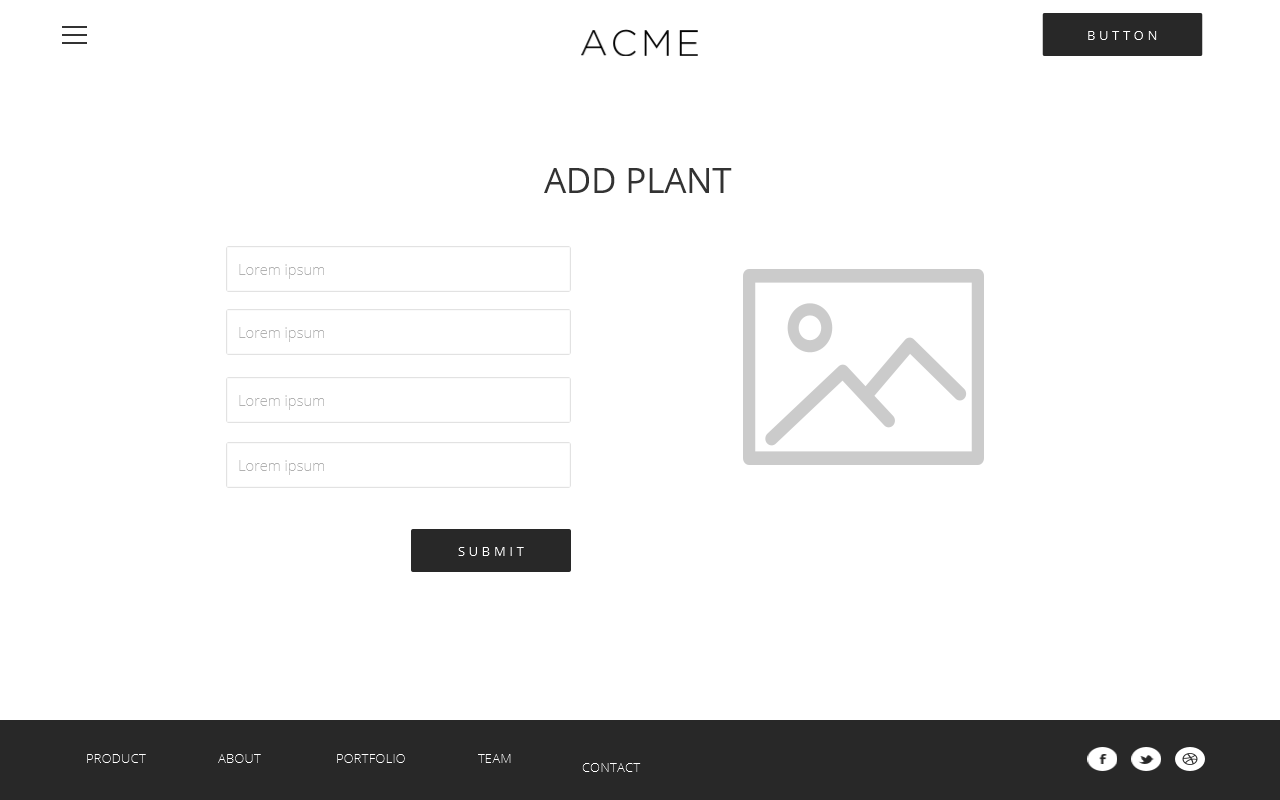 ACME
BUTTON
ADD PLANT
Lorem ipsum
Lorem ipsum
Lorem ipsum
Lorem ipsum
SUBMIT
PRODUCT
ABOUT
PORTFOLIO
TEAM
CONTACT